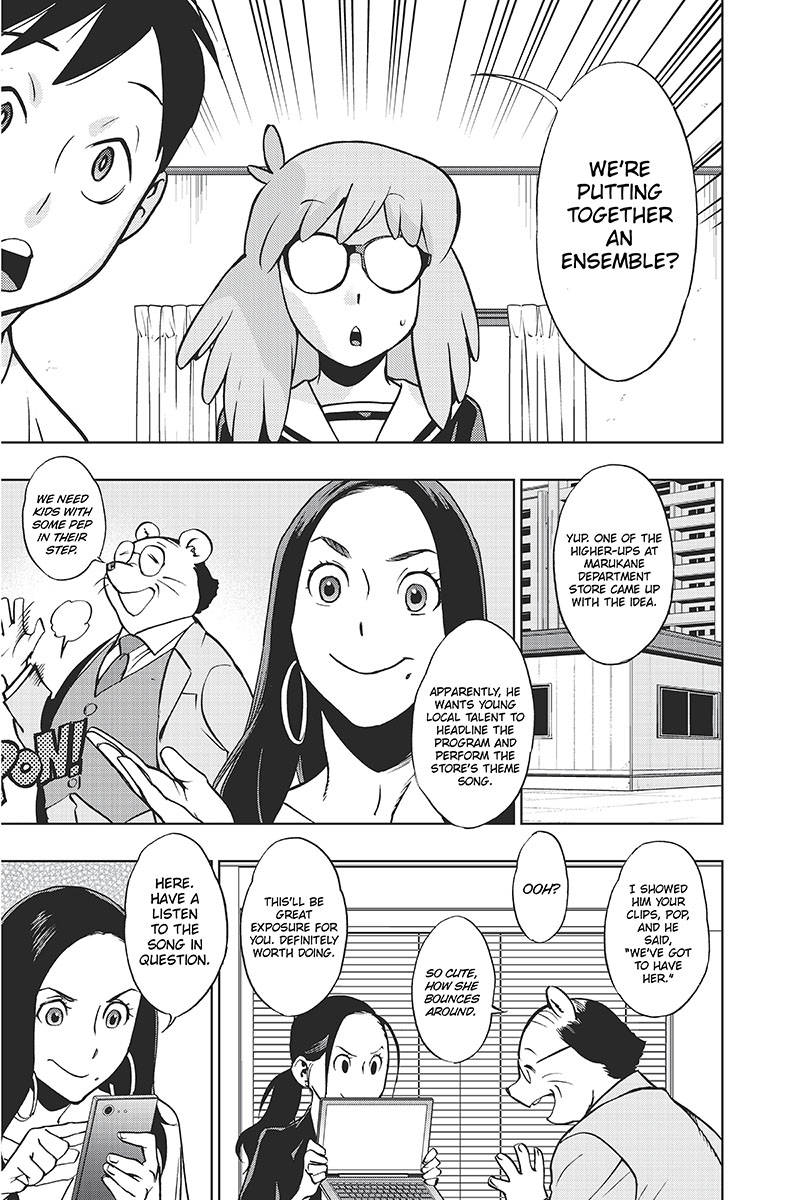 WE'RE
PUTTING
TOGETHER
AN
ENSEMBLE?
YUP. ONE OF
THE
HIGHER-UPS AT
MARUKANE
DEPARTMENT
STORE CAME UP
WITH THE IDEA.
APPARENTLY, HE
WANTS YOUNG
LOCAL TALENT TO
HEADLINE THE
PROGRAM AND
PERFORM THE
STORE'S THEME
SONG.
WE NEED
KIDS WITH
SOME PEP
IN THEIR
STEP.
PON!
I SHOWED
HIM YOUR
CLIPS, POP,
AND HE
SAID,
"WE'VE GOT
TO HAVE
HER."
OOH?
SO CUTE,
HOW SHE
BOUNCES
AROUND.
THIS'LL BE
GREAT
EXPOSURE FOR
YOU. DEFINITELY
WORTH DOING.
HERE.
HAVE A
LISTEN
TO THE
SONG IN
QUESTION.